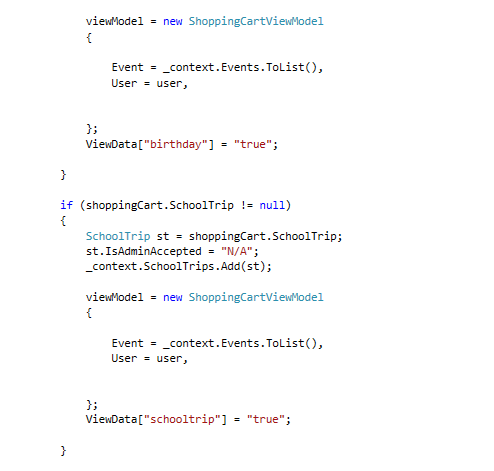 viewModel = new ShoppingCartViewModel
{
Event = _context.Events.ToList(),
User = user,
};
ViewData["birthday"] = "true";
}
if (shoppingCart.SchoolTrip != null)
{
SchoolTrip st = shoppingCart.SchoolTrip;
st.IsAdminAccepted = "N/A";
_context.SchoolTrips.Add(st);
viewModel = new ShoppingCartViewModel
{
Event = _context.Events.ToList(),
User = user,
};
ViewData["schooltrip"] = "true";
}